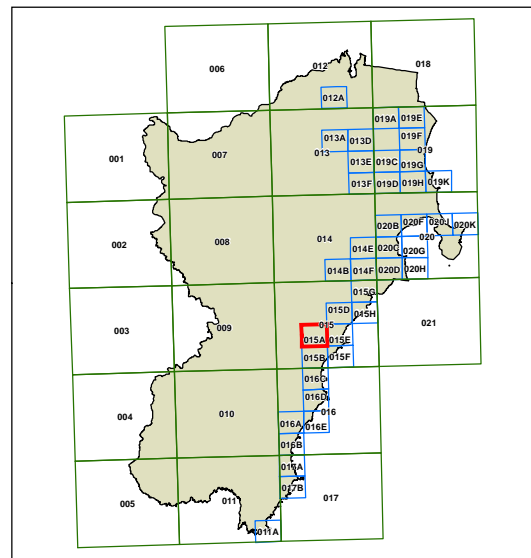 018
012
006
012A
019A 019E
013A 013D 019F
013
001 007 019
013E 019C 019G
013F 019D 019H 019K
020B 020F 020J 020K
002 008 014 020
014E 020C 020G
014B 014F 020D 020H
015G
015D 015H
003 009 015 021
015A 015E
015B 015F
016C
016D
004 010 016
016A 016E
016B
017A
017B
005 011 017
011A